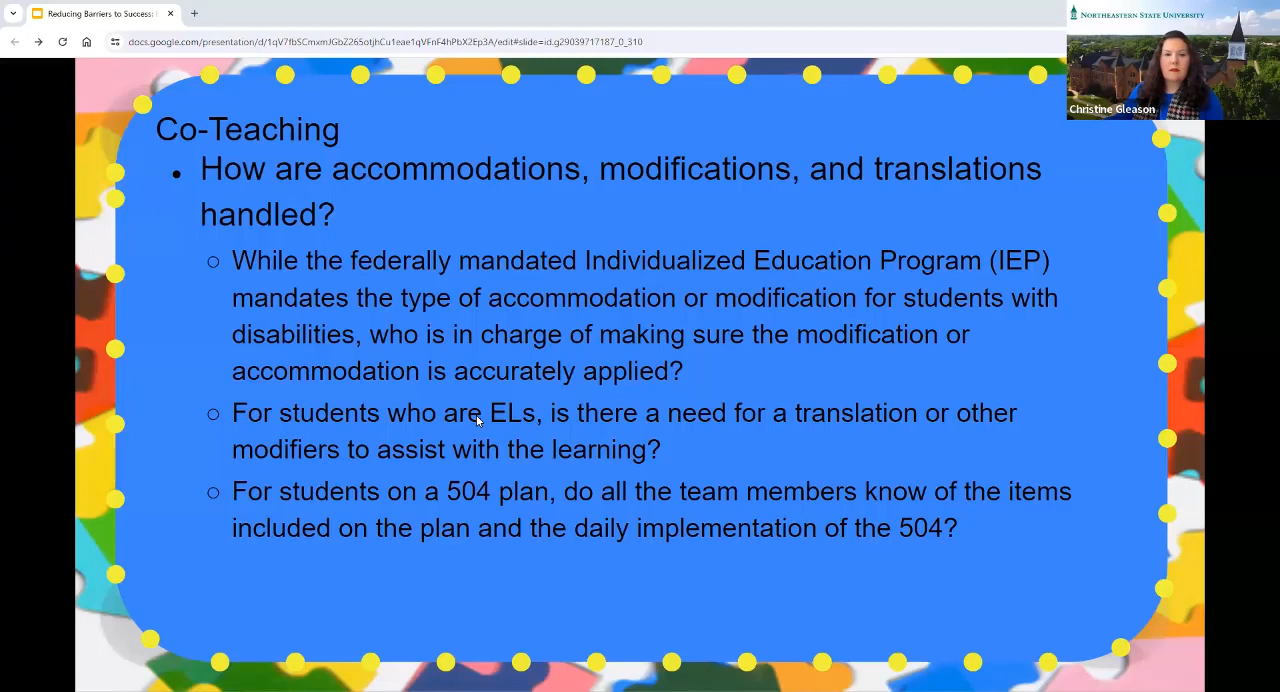 Reducing Barriers to Success:
docs.google.com/presentation/d/1qV7fbSCmxmJGbZ265otjhCu1eae1qVFnF4hPbX2Ep3A/edit#slide=id.g29039717187_0_310
NORTHEASTERN STATE UNIVERSITY
Christine Gleason
Co-Teaching
• How are accommodations, modifications, and translations
handled?
○ While the federally mandated Individualized Education Program (IEP)
mandates the type of accommodation or modification for students with
disabilities, who is in charge of making sure the modification or
accommodation is accurately applied?
○ For students who are ELs, is there a need for a translation or other
modifiers to assist with the learning?
○ For students on a 504 plan, do all the team members know of the items
included on the plan and the daily implementation of the 504?